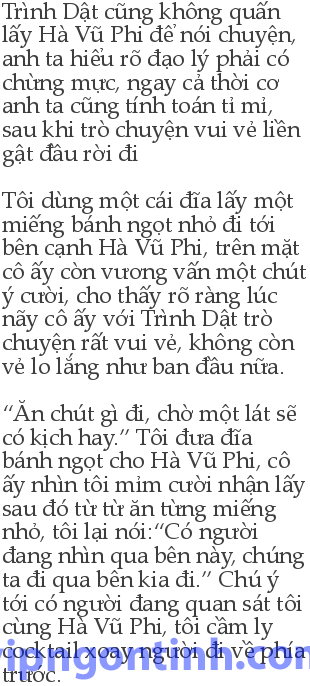 Trình Dật cũng không quấn
lấy Hà Vũ Phi để nói chuyện,
anh ta hiểu rõ đạo lý phải có
chừng mực, ngay cả thời cơ
anh ta cũng tính toán tỉ mỉ,
sau khi trò chuyện vui vẻ liền
gật đầu rời đi
Tôi dùng một cái đĩa lấy một
miếng bánh ngọt nhỏ đi tới
bên cạnh Hà Vũ Phi, trên mặt
cô ấy còn vương vấn một chút
ý cười, cho thấy rõ ràng lúc
nãy cô ấy với Trình Dật trò
chuyện rất vui vẻ, không còn
vẻ lo lắng như ban đầu nữa.
“Ăn chút gì đi, chờ một lát sẽ
có kịch hay.” Tôi đưa đĩa
bánh ngọt cho Hà Vũ Phi, cô
ấy nhìn tôi mỉm cười nhận lấy
sau đó từ từ ăn từng miếng
nhỏ, tôi lại nói:“Có người
đang nhìn qua bên này, chúng
ta đi qua bên kia đi.” Chú ý
tới có người đang quan sát tôi
cùng Hà Vũ Phi, tôi cầm ly
cocktail xoay người đi về phía
trước.
ipngontinh.com